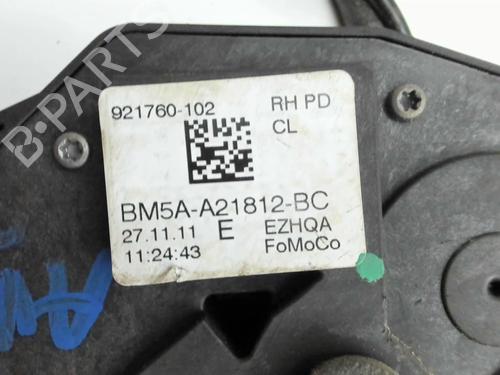 921760-102 RH PD
CL
BM5A-A21812-BC
27.11.11 E EZHQA
11:24:43 FoMoCo
B-PARTS